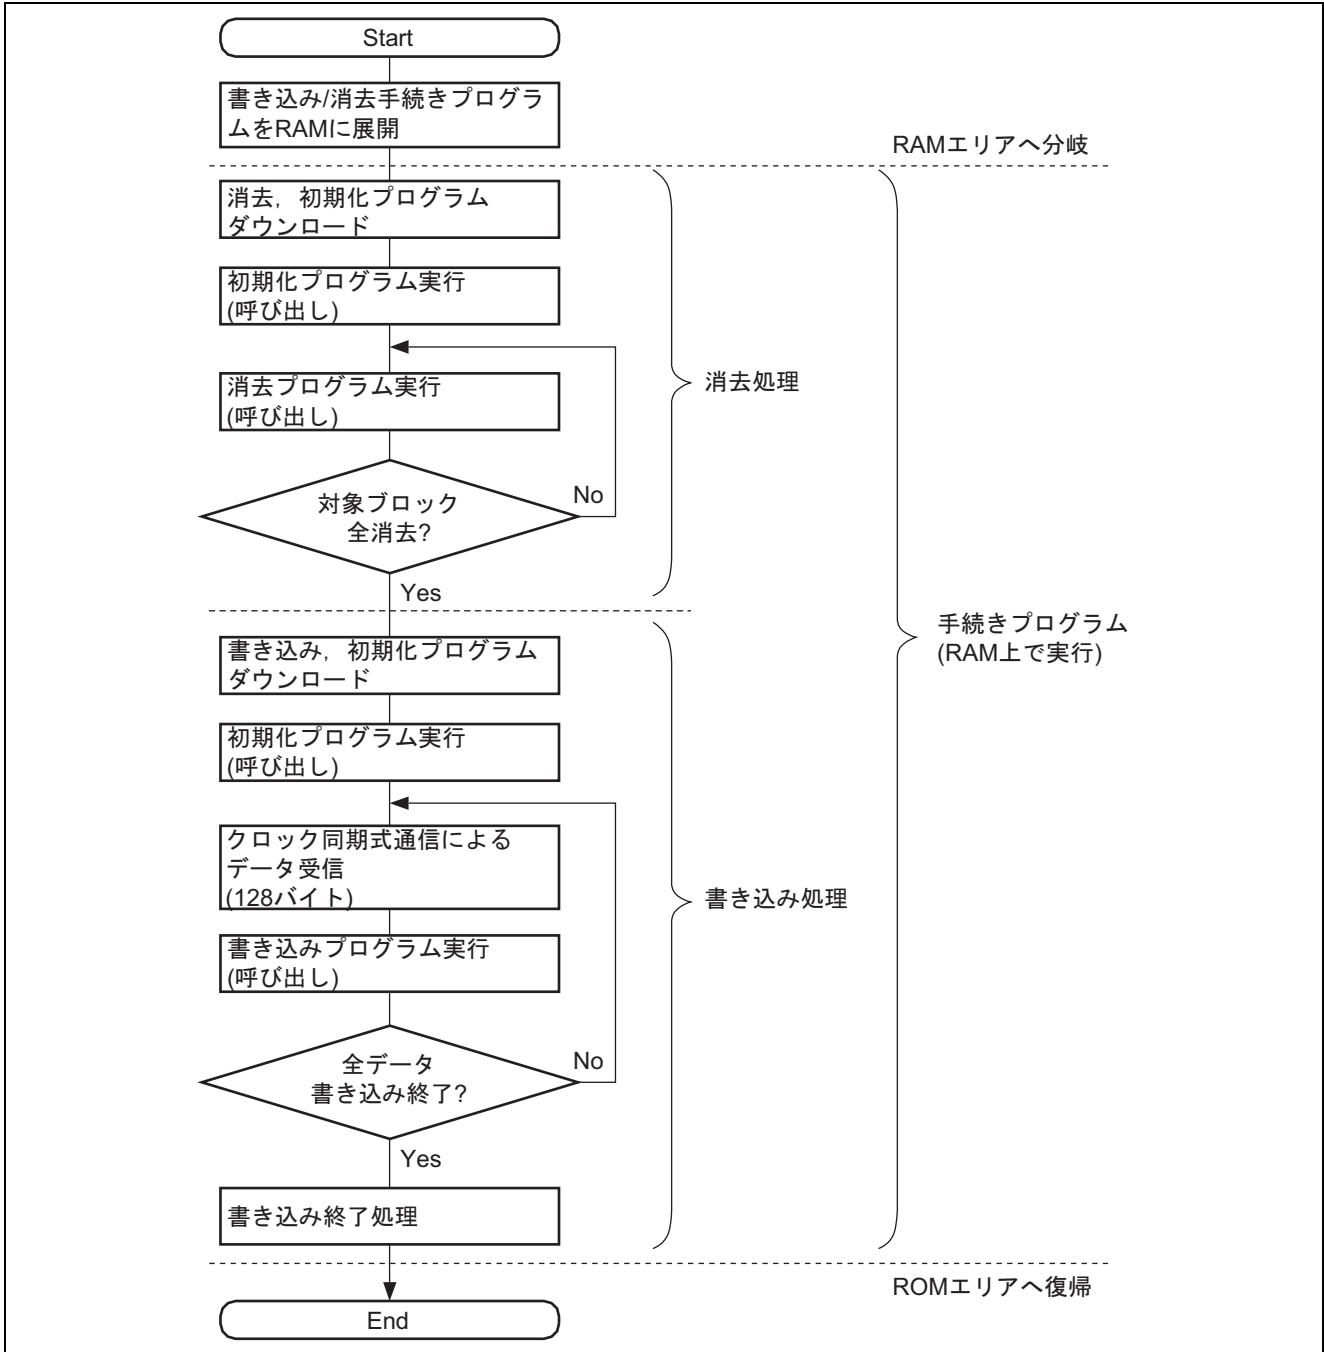 Start
書き込み/消去手続きプログラ
ムをRAMに展開
RAMエリアへ分岐
消去，初期化プログラム
ダウンロード
初期化プログラム実行
(呼び出し)
消去プログラム実行
(呼び出し)
消去処理
対象ブロック
全消去?
No
Yes
手続きプログラム
(RAM上で実行)
書き込み，初期化プログラム
ダウンロード
初期化プログラム実行
(呼び出し)
クロック同期式通信による
データ受信
(128バイト)
書き込み処理
書き込みプログラム実行
(呼び出し)
全データ
書き込み終了?
No
Yes
書き込み終了処理
ROMエリアへ復帰
End